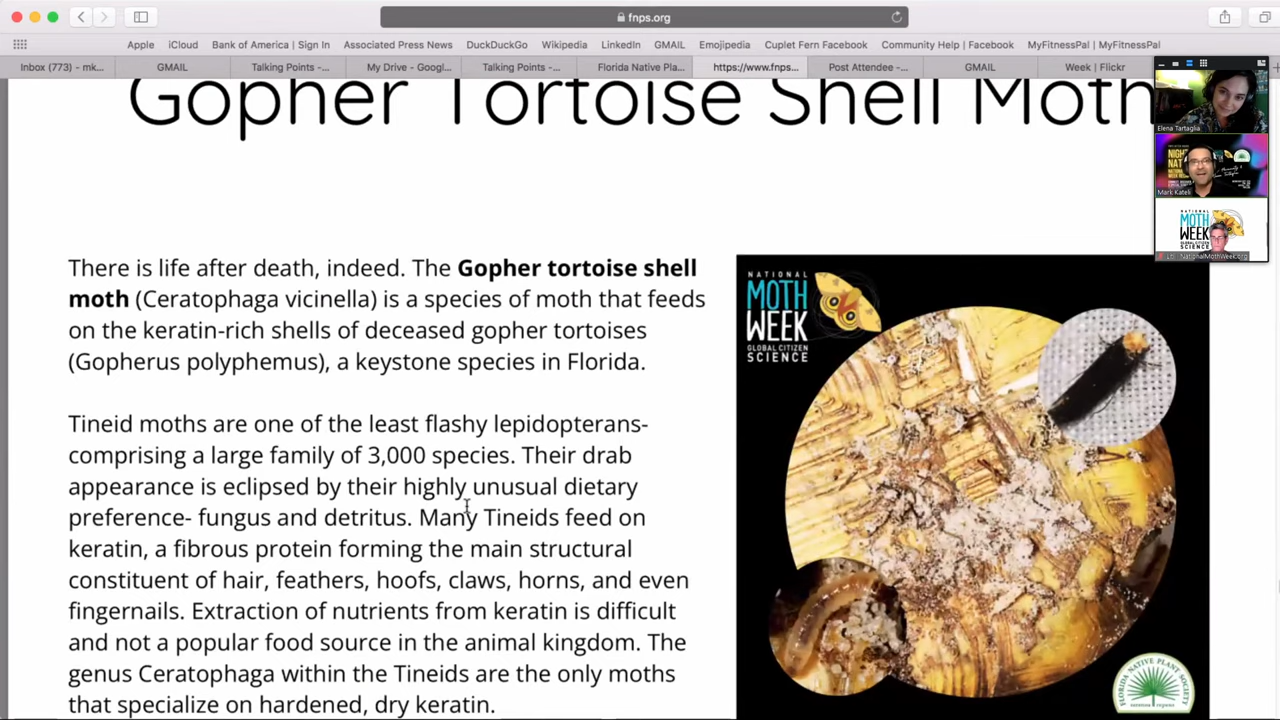 fnps.org
Apple iCloud Bank of America | Sign In Associated Press News DuckDuckGo Wikipedia LinkedIn GMAIL Emojipedia Cuplet Fern Facebook Community Help | Facebook MyFitnessPal | MyFitnessPal
Inbox (773) – mk... GMAIL Talking Points -... My Drive – Googl... Talking Points -... Florida Native Pla... https://www.fnps... Post Attendee -... GMAIL Week | Flickr
Gopher Tortoise Shell Moth
Elena Tartaglia
Mark Kateli
MOTH
WEEK
GLOBAL CITIZEN
SCIENCE
NationalMothWeek.org
There is life after death, indeed. The Gopher tortoise shell
moth (Ceratophaga vicinella) is a species of moth that feeds
on the keratin-rich shells of deceased gopher tortoises
(Gopherus polyphemus), a keystone species in Florida.
Tineid moths are one of the least flashy lepidopterans-
comprising a large family of 3,000 species. Their drab
appearance is eclipsed by their highly unusual dietary
preference- fungus and detritus. Many Tineids feed on
keratin, a fibrous protein forming the main structural
constituent of hair, feathers, hoofs, claws, horns, and even
fingernails. Extraction of nutrients from keratin is difficult
and not a popular food source in the animal kingdom. The
genus Ceratophaga within the Tineids are the only moths
that specialize on hardened, dry keratin.
NATIONAL
MOTH
WEEK
GLOBAL CITIZEN
SCIENCE
FLORIDA NATIVE PLANT SOCIETY